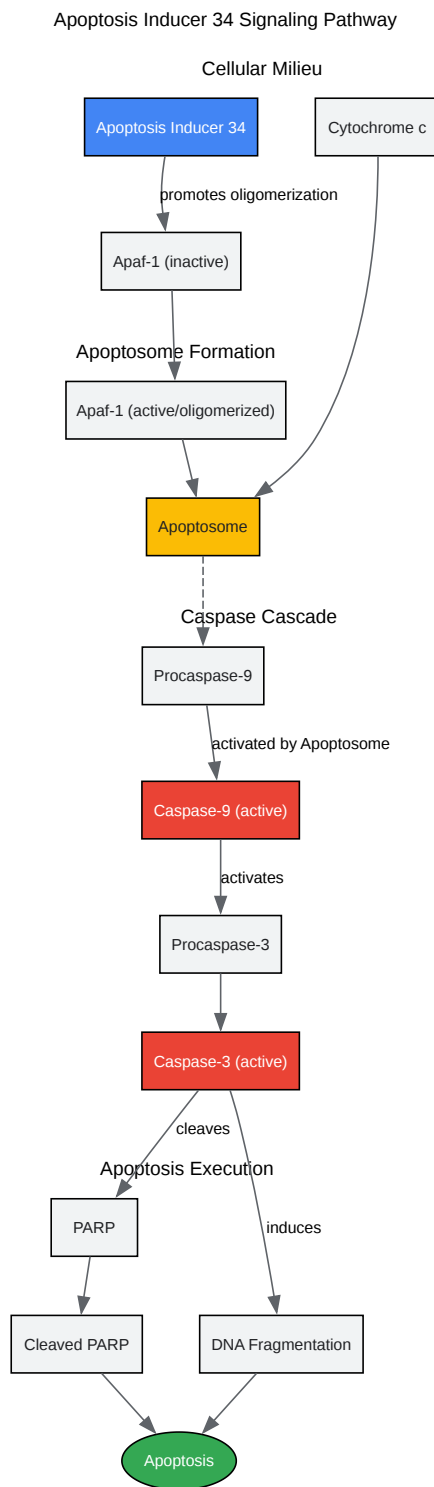 Apoptosis Inducer 34 Signaling Pathway
Cellular Milieu
Apoptosis Inducer 34
Cytochrome c
promotes oligomerization
Apaf-1 (inactive)
Apoptosome Formation
Apaf-1 (active/oligomerized)
Apoptosome
Caspase Cascade
Procaspase-9
activated by Apoptosome
Caspase-9 (active)
activates
Procaspase-3
Caspase-3 (active)
cleaves
Apoptosis Execution
PARP
induces
Cleaved PARP
DNA Fragmentation
Apoptosis